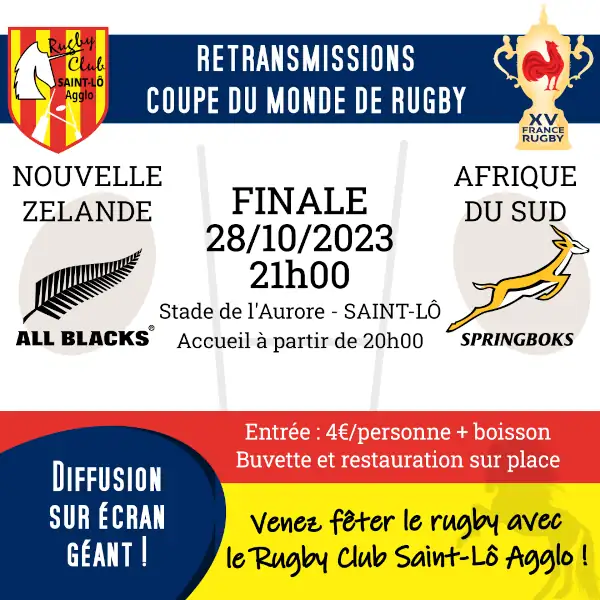 Rugby
Club
SAINT-LÔ
Agglo
RETRANSMISSIONS
COUPE DU MONDE DE RUGBY
XV
FRANCE
RUGBY
NOUVELLE
ZELANDE
ALL BLACKS®
FINALE
28/10/2023
21h00
Stade de l'Aurore - SAINT-LÔ
Accueil à partir de 20h00
AFRIQUE
DU SUD
SPRINGBOKS
Entrée : 4€/personne + boisson
Buvette et restauration sur place
DIFFUSION
SUR ÉCRAN
GÉANT !
Venez fêter le rugby avec
le Rugby Club Saint-Lô Agglo !